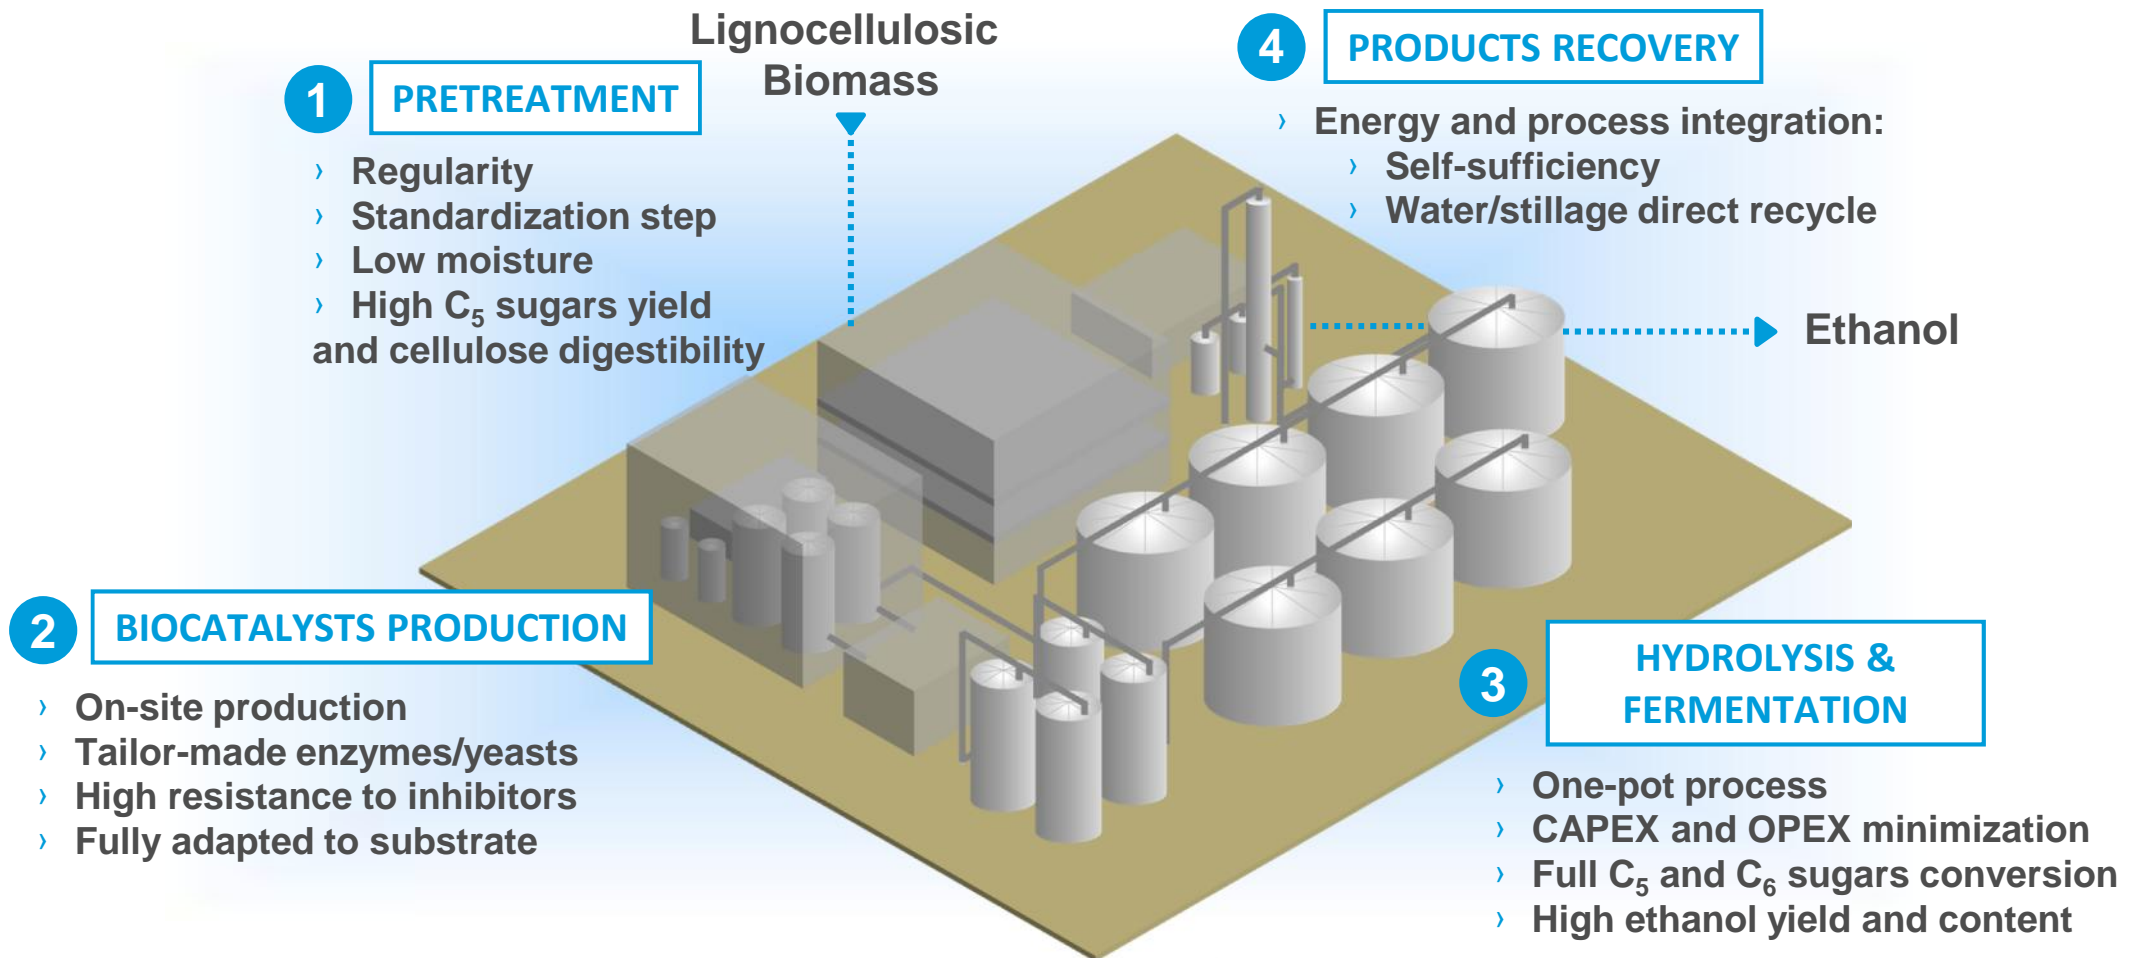 Lignocellulosic
Biomass
1
PRETREATMENT
› Regularity
› Standardization step
› Low moisture
› High C₅ sugars yield
and cellulose digestibility
4
PRODUCTS RECOVERY
› Energy and process integration:
› Self-sufficiency
› Water/stillage direct recycle
Ethanol
2
BIOCATALYSTS PRODUCTION
› On-site production
› Tailor-made enzymes/yeasts
› High resistance to inhibitors
› Fully adapted to substrate
3
HYDROLYSIS &
FERMENTATION
› One-pot process
› CAPEX and OPEX minimization
› Full C₅ and C₆ sugars conversion
› High ethanol yield and content